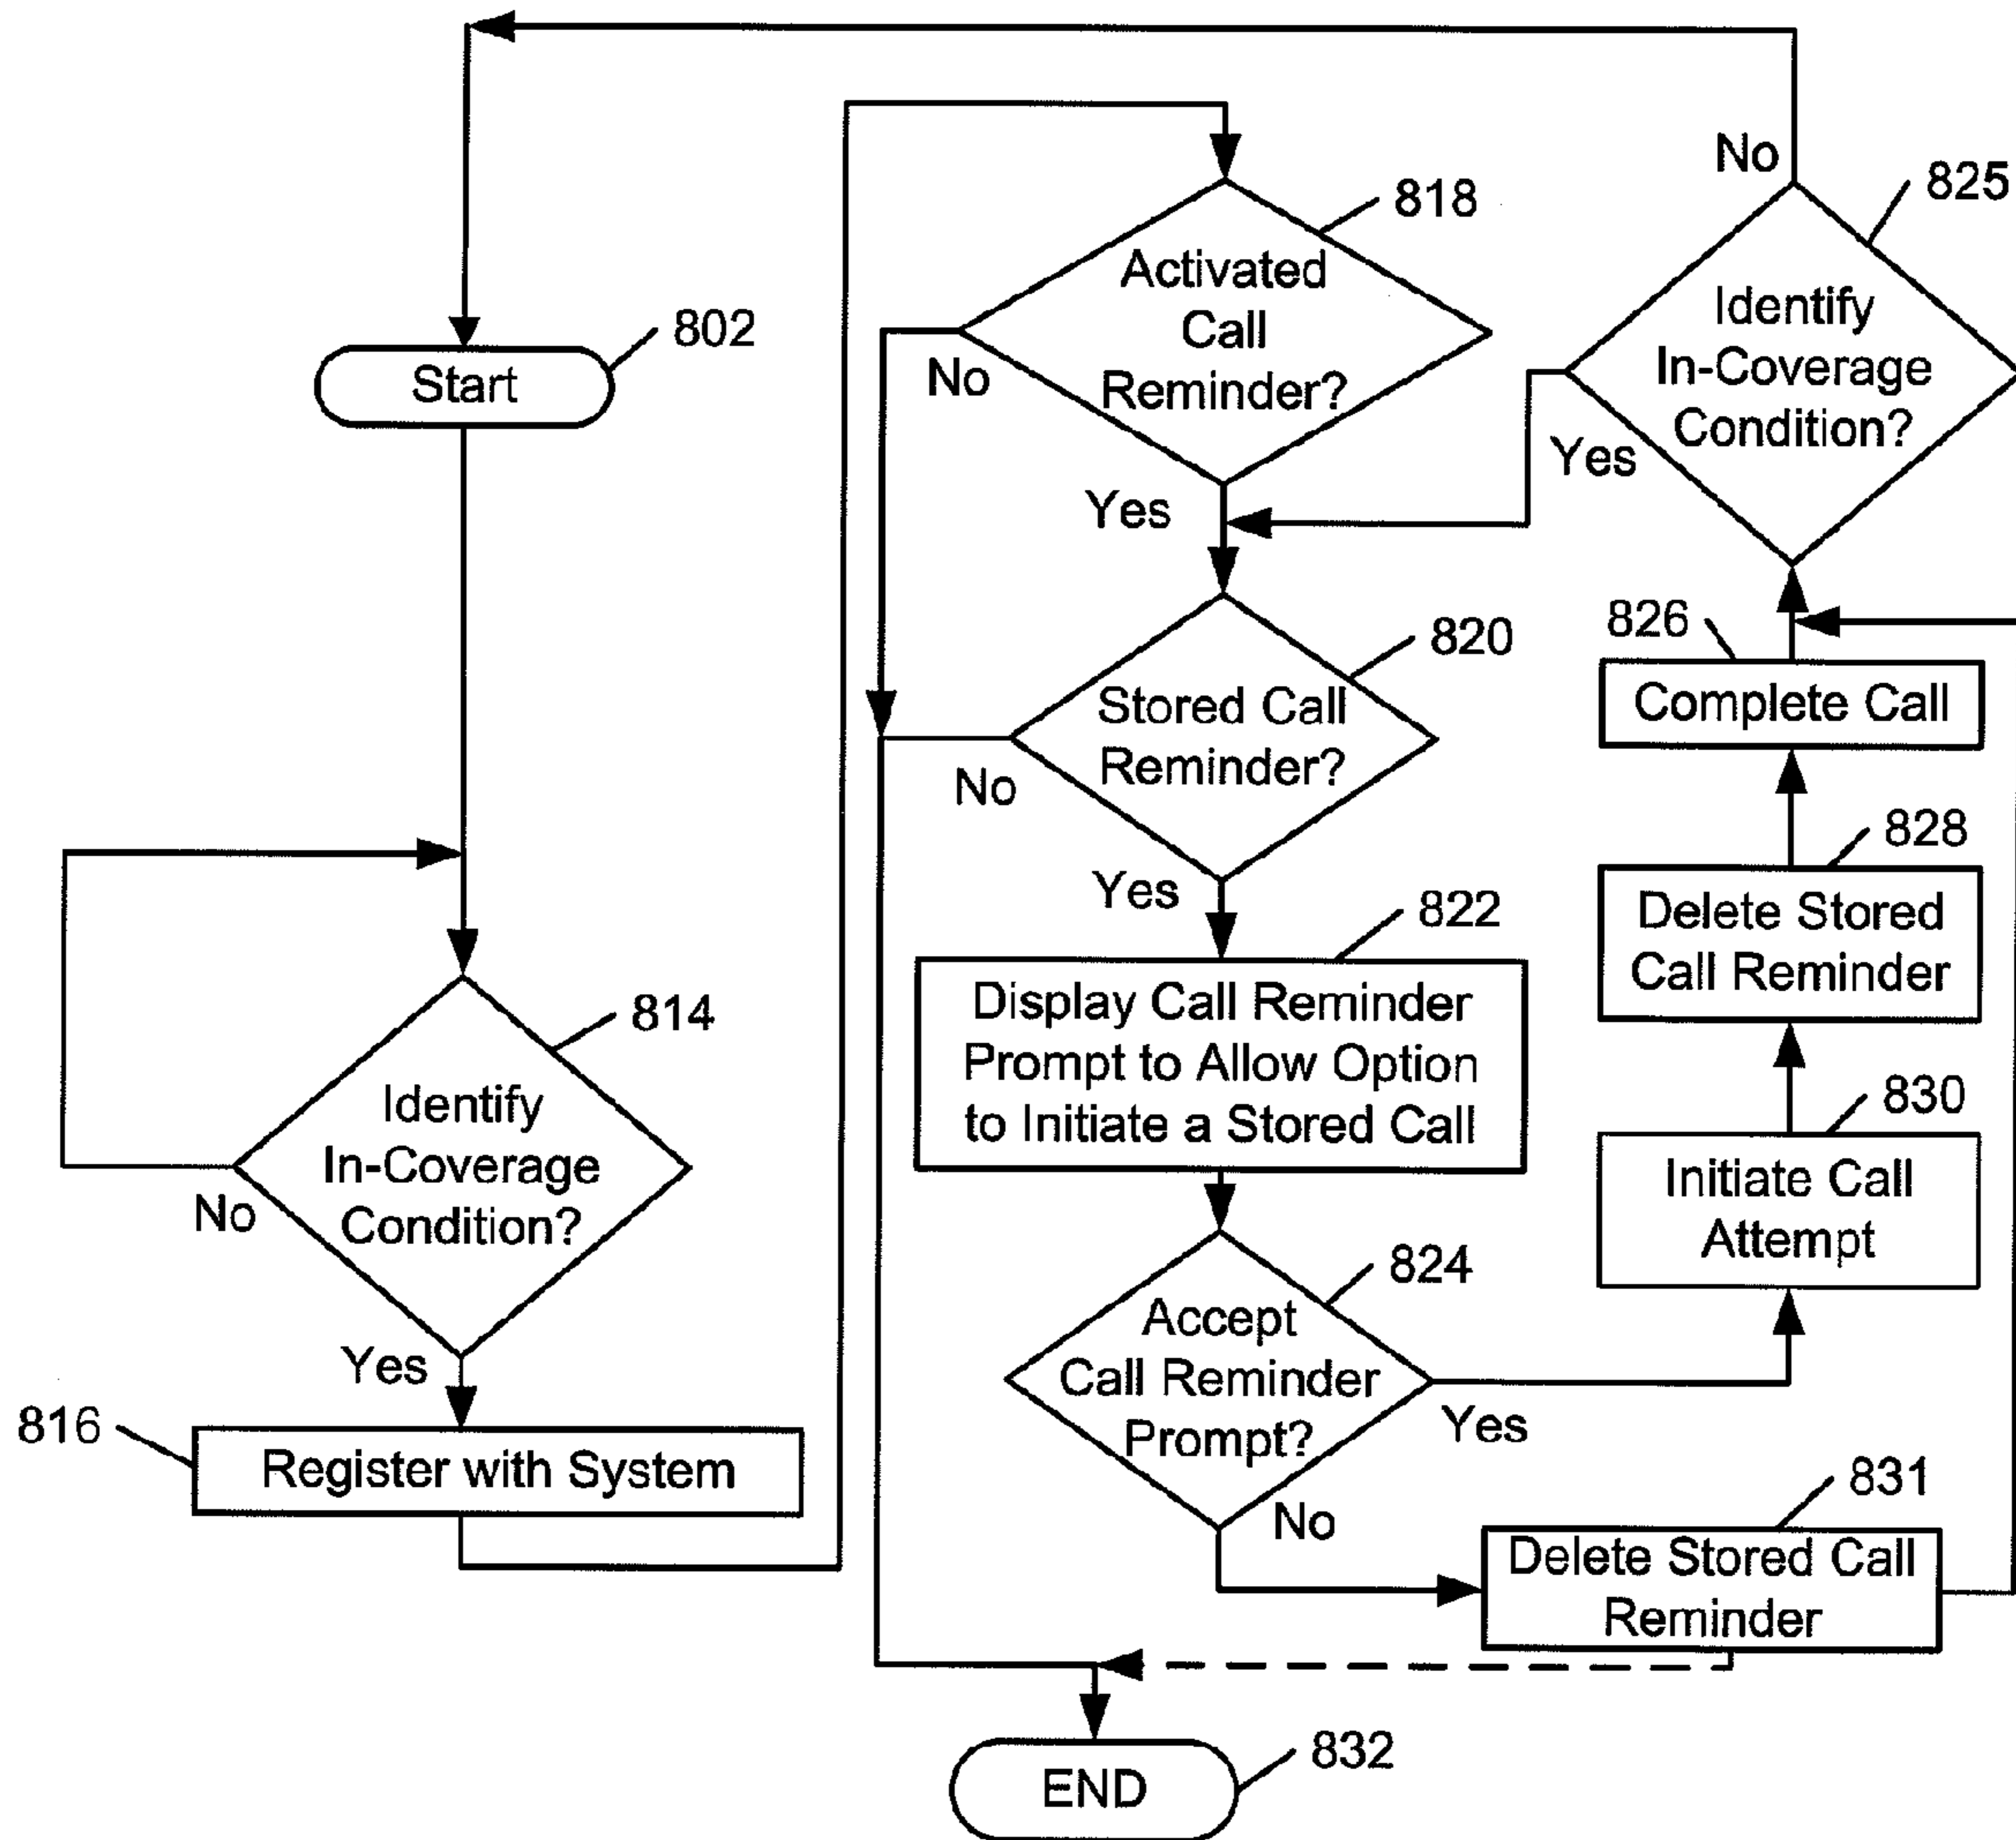 No
825
818
Activated
Call
Reminder?
Identify
In-Coverage
Condition?
802
Start
No
Yes
Yes
826
820
Complete Call
Stored Call
Reminder?
No
828
Yes
822
Delete Stored
Call Reminder
Display Call Reminder
Prompt to Allow Option
to Initiate a Stored Call
814
Identify
In-Coverage
Condition?
No
830
Initiate Call
Attempt
824
Accept
Call Reminder
Prompt?
Yes
Yes
816
Register with System
No
831
Delete Stored Call
Reminder
832
END